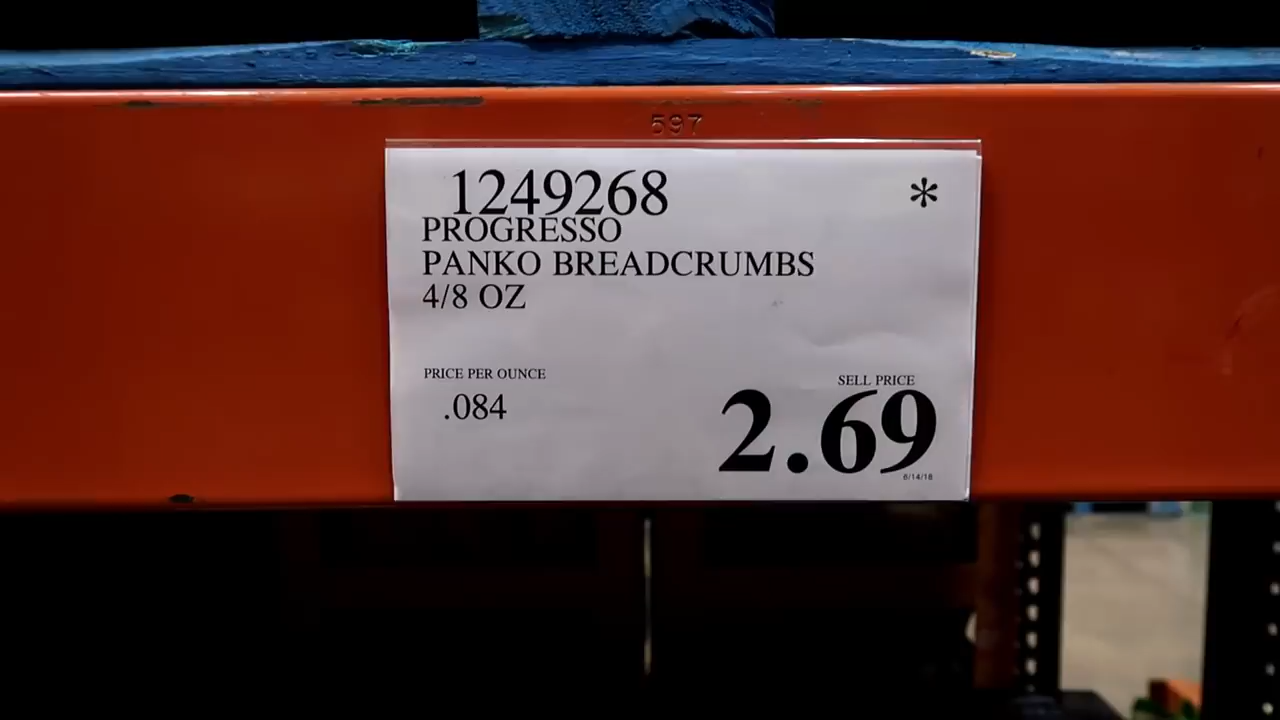 597
1249268
*
PROGRESSO
PANKO BREADCRUMBS
4/8 OZ
PRICE PER OUNCE
.084
SELL PRICE
2.69
6/14/18